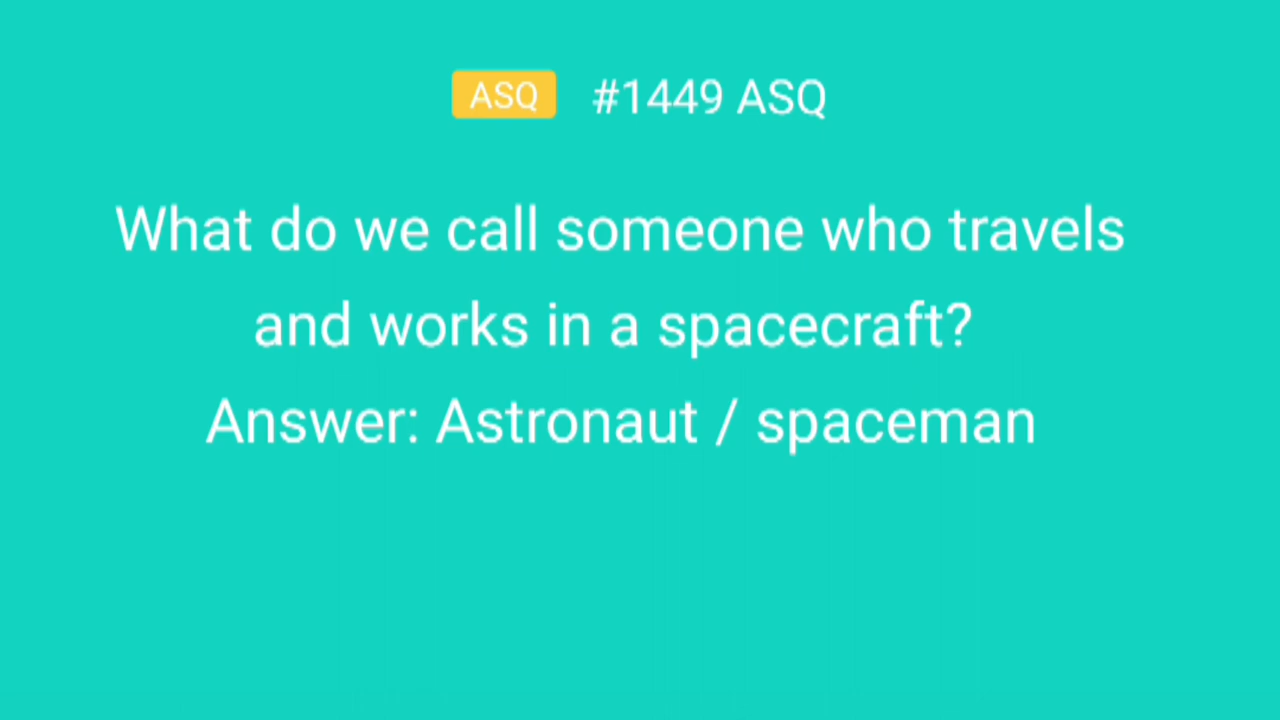 ASQ #1449 ASQ
What do we call someone who travels
and works in a spacecraft?
Answer: Astronaut / spaceman